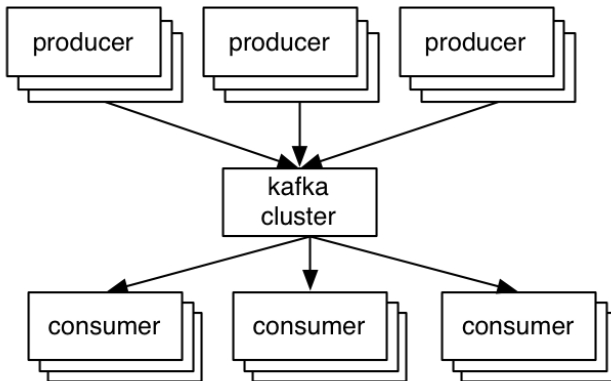 producer
producer
producer
kafka
cluster
consumer
consumer
consumer